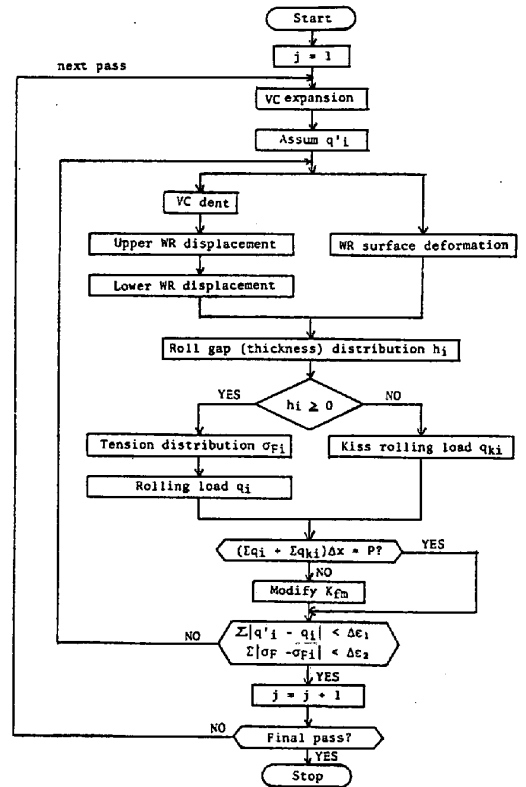 Start
j = 1
next pass
VC expansion
Assum q'i
VC dent
Upper WR displacement
WR surface deformation
Lower WR displacement
Roll gap (thickness) distribution hi
YES
NO
hi ≥ 0
Tension distribution σFi
Kiss rolling load qki
Rolling load qi
(Σqi + Σqki)Δx = P?
YES
NO
Modify Kfm
Σ|q'i - qi| < Δε1
NO
Σ|σF - σFi| < Δε2
YES
j = j + 1
NO
Final pass?
YES
Stop